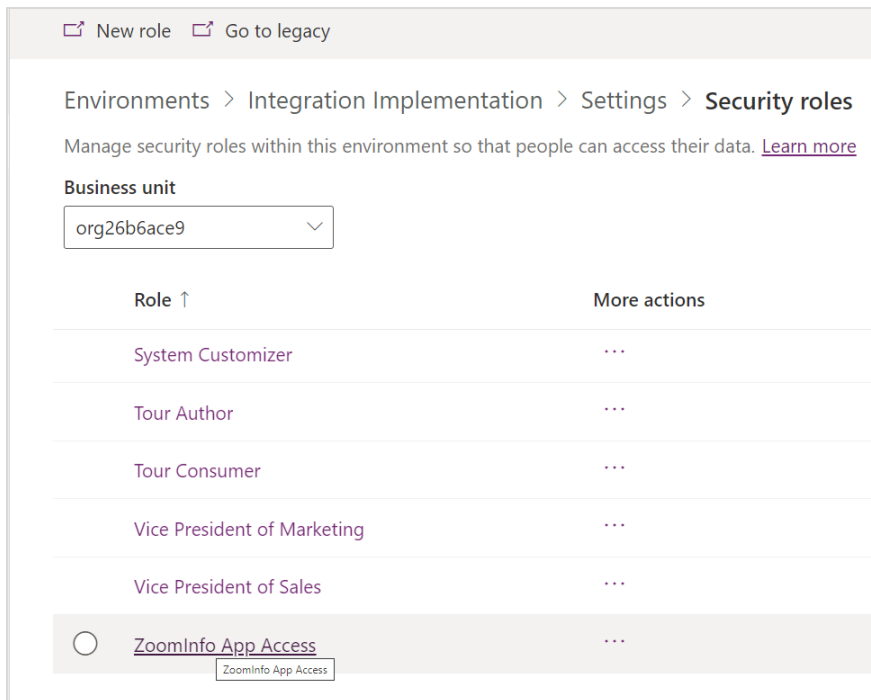 New role Go to legacy
Environments > Integration Implementation > Settings > Security roles
Manage security roles within this environment so that people can access their data. Learn more
Business unit
org26b6ace9
Role ↑ More actions
System Customizer ...
Tour Author ...
Tour Consumer ...
Vice President of Marketing ...
Vice President of Sales ...
ZoomInfo App Access ...
ZoomInfo App Access